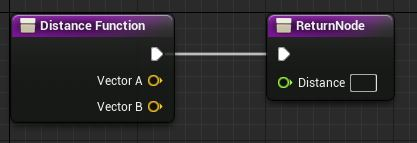 Distance Function
ReturnNode
Vector A
Distance
Vector B